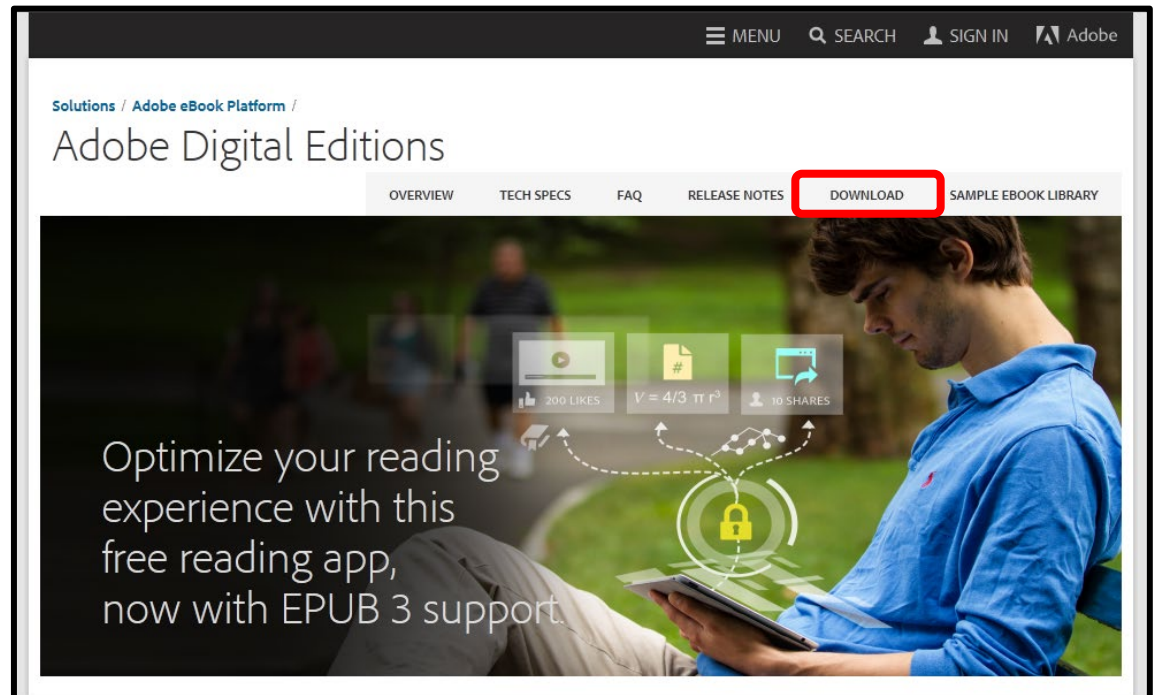 MENU SEARCH SIGN IN Adobe
Solutions / Adobe eBook Platform /
Adobe Digital Editions
OVERVIEW TECH SPECS FAQ RELEASE NOTES DOWNLOAD SAMPLE EBOOK LIBRARY
200 LIKES
#
V = 4/3 π r³
10 SHARES
Optimize your reading
experience with this
free reading app,
now with EPUB 3 support.